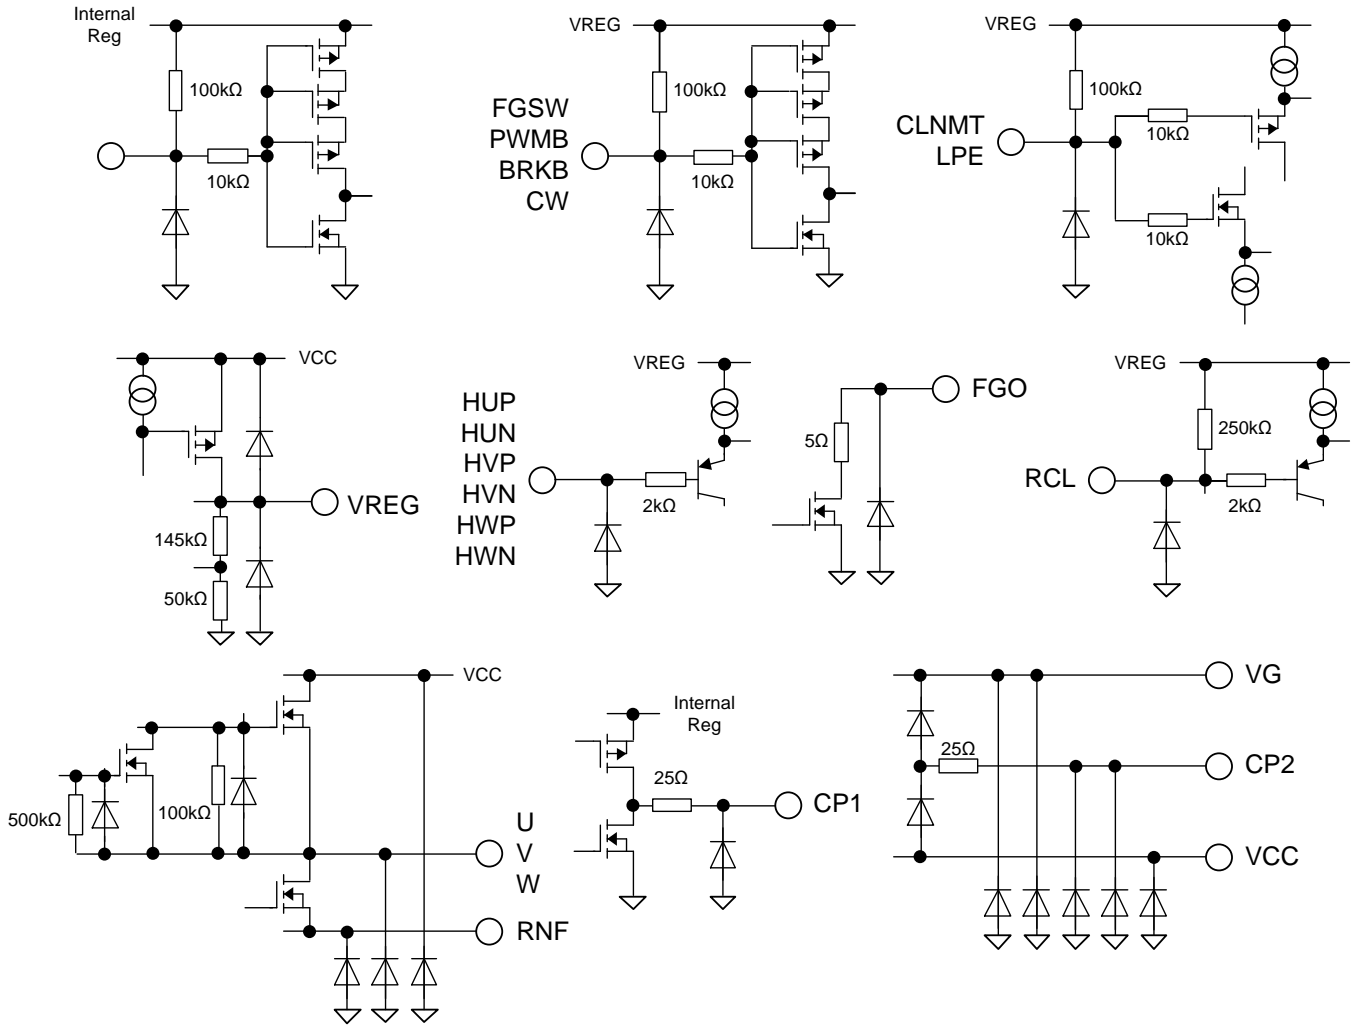 Internal
Reg
100kΩ
10kΩ
VREG
100kΩ
10kΩ
FGSW
PWMB
BRKB
CW
VREG
100kΩ
10kΩ
10kΩ
CLNMT
LPE
VCC
VREG
145kΩ
50kΩ
VREG
HUP
HUN
HVP
HVN
HWP
HWN
2kΩ
5Ω
FGO
VREG
250kΩ
2kΩ
RCL
VCC
500kΩ
100kΩ
U
V
W
RNF
Internal
Reg
25Ω
CP1
VG
25Ω
CP2
VCC